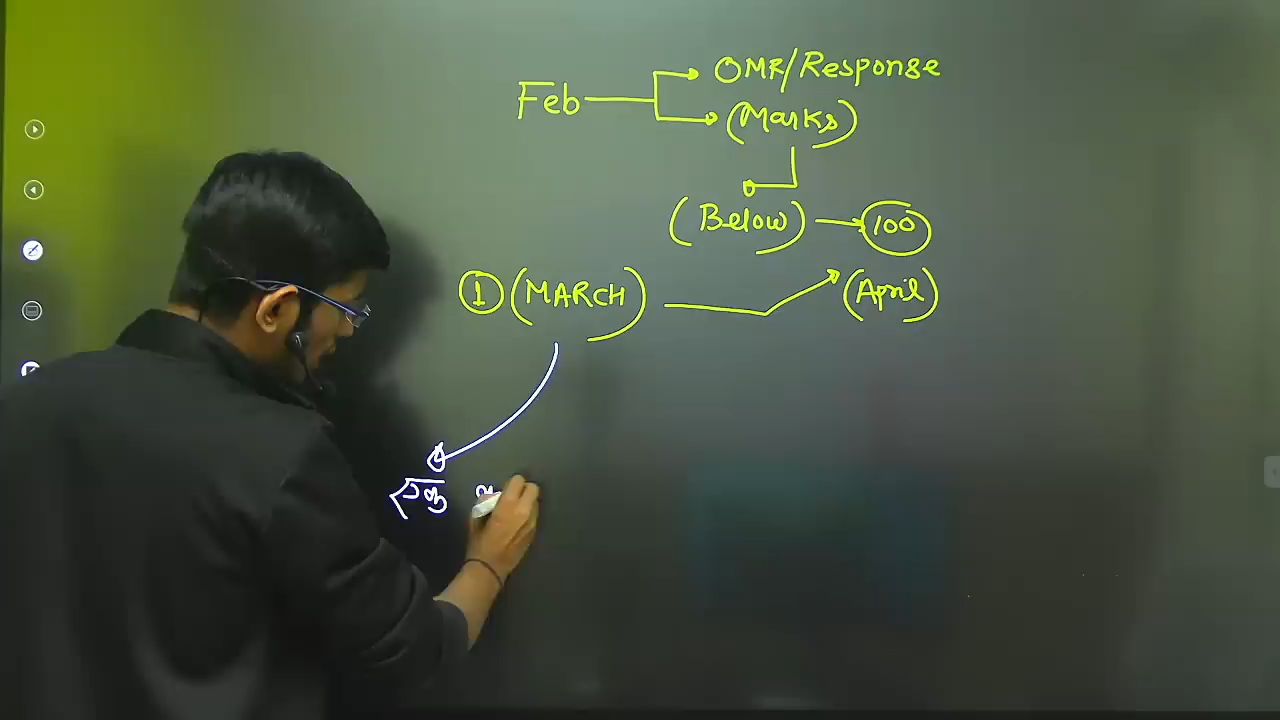 Feb
OMR/Response
(Marks)
(Below) 100
1 (MARCH) (April)